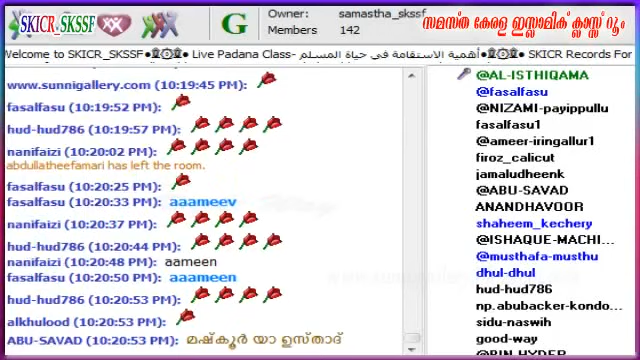 SKICR_SKSSF
G
Owner: samastha_skssf
Members 142
സമസ്ത കേരള ഇസ്ലാമിക് ക്ലാസ്സ് റൂം
Welcome to SKICR_SKSSF Live Padana Class- أهمية الاستقامة في حياة المسلم SKICR Records For
www.sunnigallery.com (10:19:45 PM):
fasalfasu (10:19:52 PM):
hud-hud786 (10:19:57 PM):
nanifaizi (10:20:02 PM):
abdullatheefamari has left the room.
fasalfasu (10:20:25 PM):
fasalfasu (10:20:33 PM): aaameev
nanifaizi (10:20:37 PM):
hud-hud786 (10:20:44 PM):
nanifaizi (10:20:48 PM): aameen
fasalfasu (10:20:50 PM): aaameen
hud-hud786 (10:20:53 PM):
alkhulood (10:20:53 PM):
ABU-SAVAD (10:20:53 PM): മഷ്കൂർ യാ ഉസ്താദ്
@AL-ISTHIQAMA
@fasalfasu
@NIZAMI-payippullu
fasalfasu1
@ameer-iringallur1
firoz_calicut
jamaludheenk
@ABU-SAVAD
ANANDHAVOOR
shaheem_kechery
@ISHAQUE-MACHI...
@musthafa-musthu
dhul-dhul
hud-hud786
np.abubacker-kondo...
sidu-naswih
good-way
@BIN_HYDER